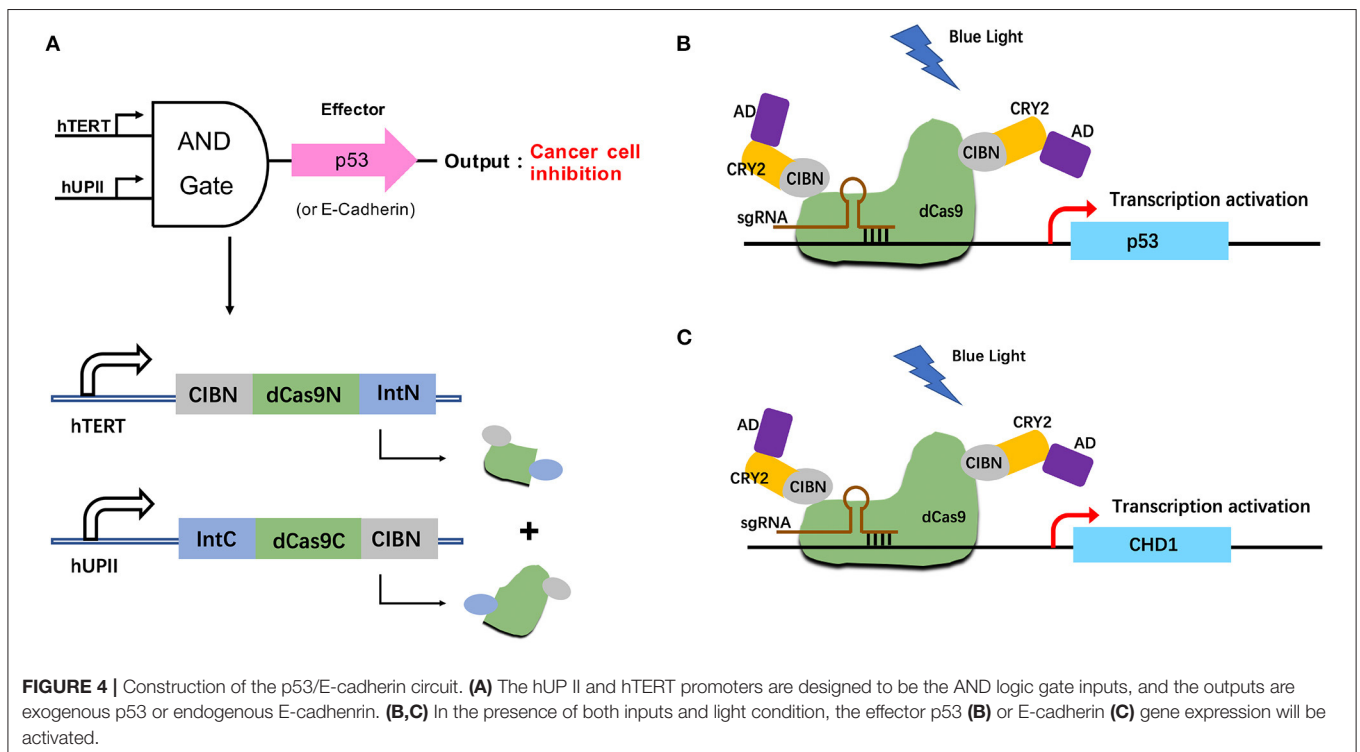 A
hTERT
hUPII
AND
Gate
Effector
p53
(or E-Cadherin)
Output : Cancer cell
inhibition
hTERT
CIBN dCas9N IntN
hUPII
IntC dCas9C CIBN
+
B
Blue Light
AD
CRY2
CIBN
sgRNA
dCas9
CIBN
CRY2
AD
Transcription activation
p53
C
Blue Light
AD
CRY2
CIBN
sgRNA
dCas9
CIBN
CRY2
AD
Transcription activation
CHD1
FIGURE 4 | Construction of the p53/E-cadherin circuit. (A) The hUP II and hTERT promoters are designed to be the AND logic gate inputs, and the outputs are
exogenous p53 or endogenous E-cadhenrin. (B,C) In the presence of both inputs and light condition, the effector p53 (B) or E-cadherin (C) gene expression will be
activated.